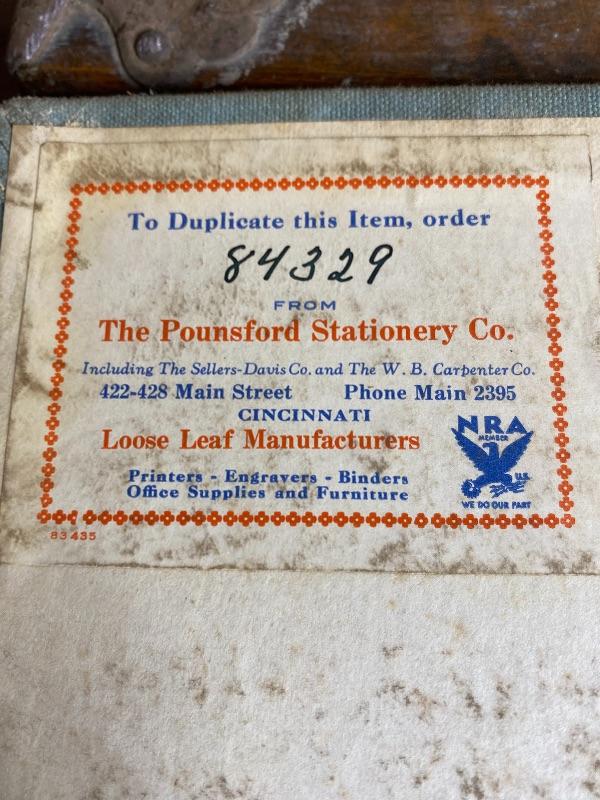 To Duplicate this Item, order
84329
FROM
The Pounsford Stationery Co.
Including The Sellers-Davis Co. and The W. B. Carpenter Co.
422-428 Main Street Phone Main 2395
CINCINNATI
Loose Leaf Manufacturers
Printers - Engravers - Binders
Office Supplies and Furniture
NRA
MEMBER
U.S.
WE DO OUR PART
83435